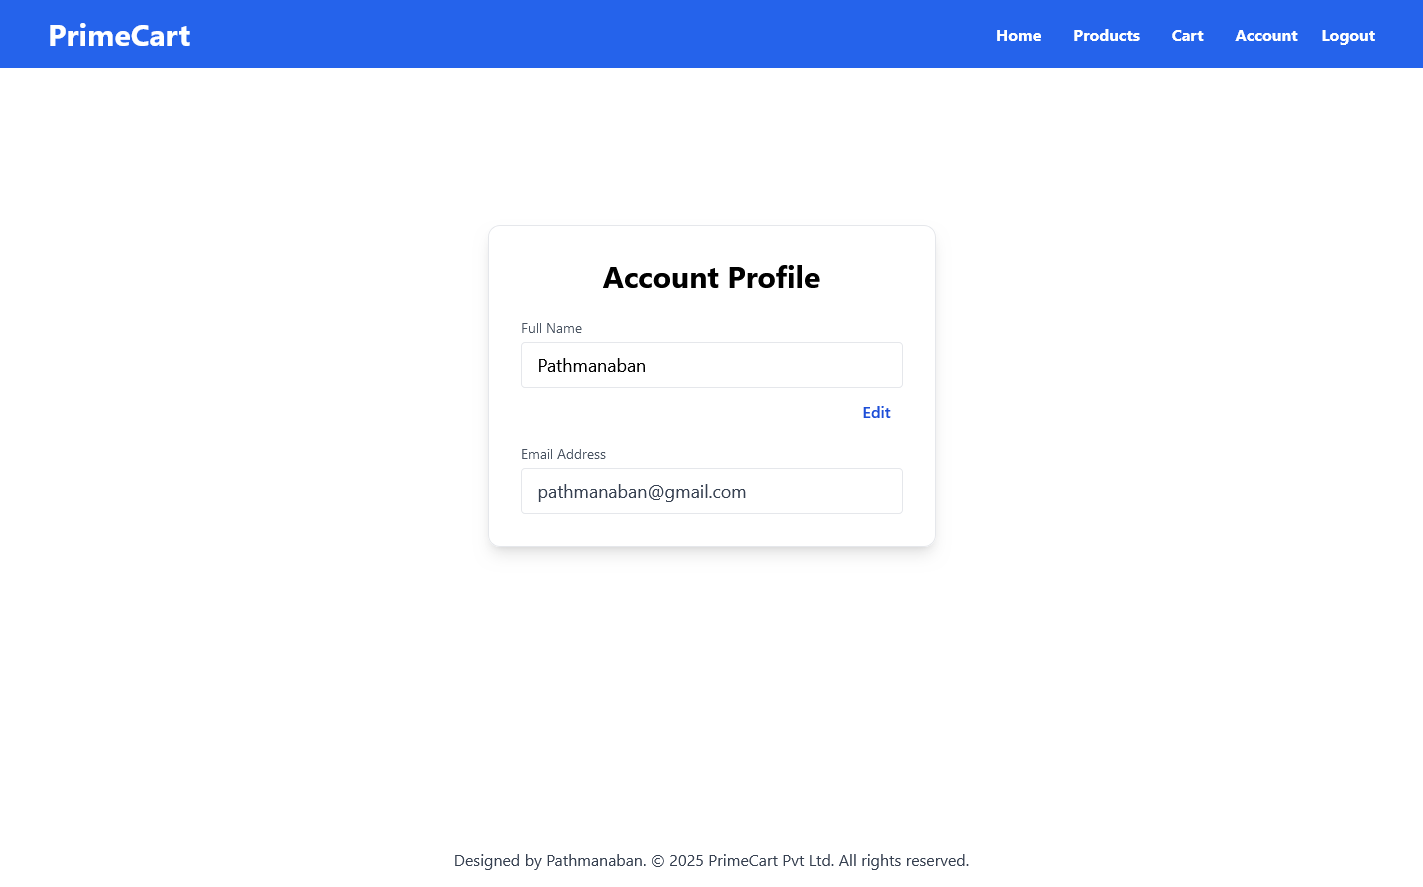 PrimeCart
Home Products Cart Account Logout
Account Profile
Full Name
Pathmanaban
Edit
Email Address
pathmanaban@gmail.com
Designed by Pathmanaban. © 2025 PrimeCart Pvt Ltd. All rights reserved.